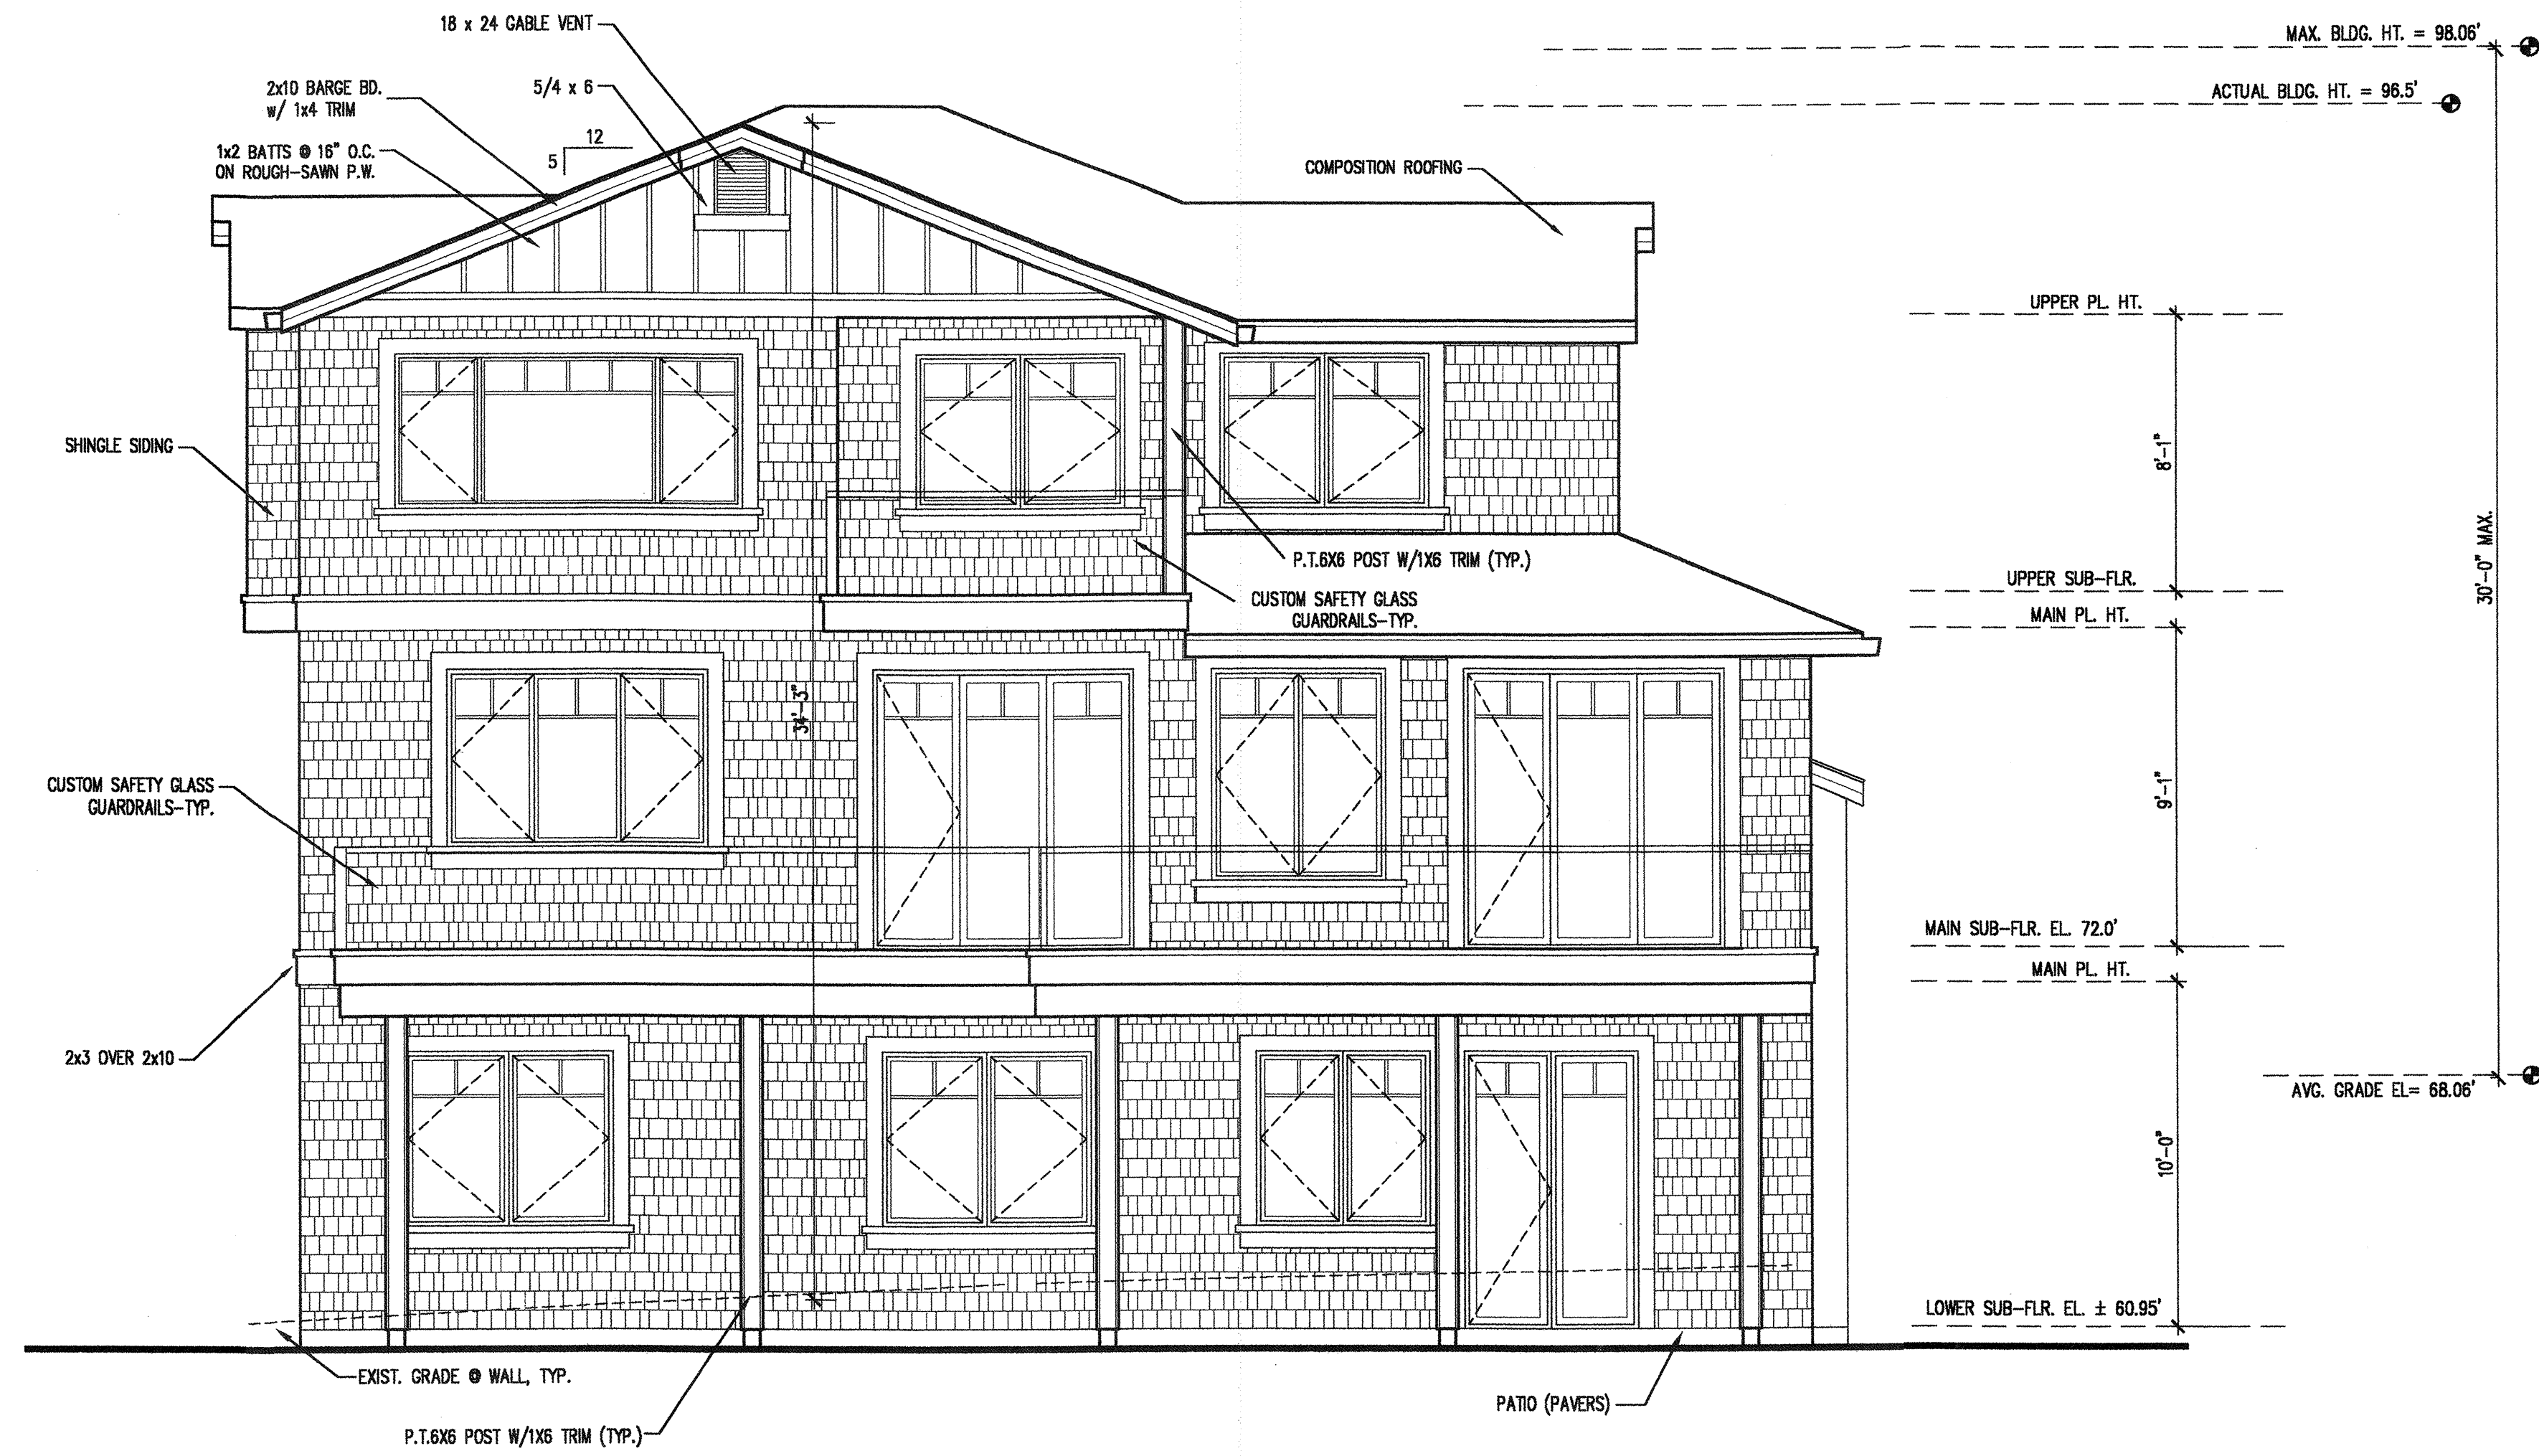 18 x 24 GABLE VENT
MAX. BLDG. HT. = 98.06'
2x10 BARGE BD.
w/ 1x4 TRIM
5/4 x 6
ACTUAL BLDG. HT. = 96.5'
12
5
1x2 BATTS @ 16" O.C.
ON ROUGH-SAWN P.W.
COMPOSITION ROOFING
UPPER PL. HT.
SHINGLE SIDING
8'-1"
30'-0" MAX.
P.T.6X6 POST W/1X6 TRIM (TYP.)
UPPER SUB-FLR.
CUSTOM SAFETY GLASS
GUARDRAILS-TYP.
MAIN PL. HT.
34'-3"
CUSTOM SAFETY GLASS
GUARDRAILS-TYP.
9'-1"
MAIN SUB-FLR. EL. 72.0'
MAIN PL. HT.
2x3 OVER 2x10
AVG. GRADE EL= 68.06'
10'-0"
LOWER SUB-FLR. EL. ± 60.95'
EXIST. GRADE @ WALL, TYP.
PATIO (PAVERS)
P.T.6X6 POST W/1X6 TRIM (TYP.)